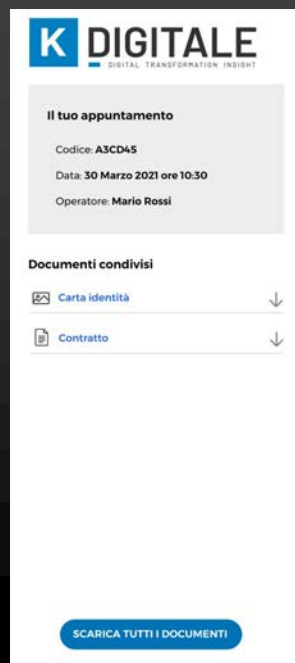 K DIGITALE
DIGITAL TRANSFORMATION INSIGHT
Il tuo appuntamento
Codice: A3CD45
Data: 30 Marzo 2021 ore 10:30
Operatore: Mario Rossi
Documenti condivisi
Carta identità
Contratto
SCARICA TUTTI I DOCUMENTI